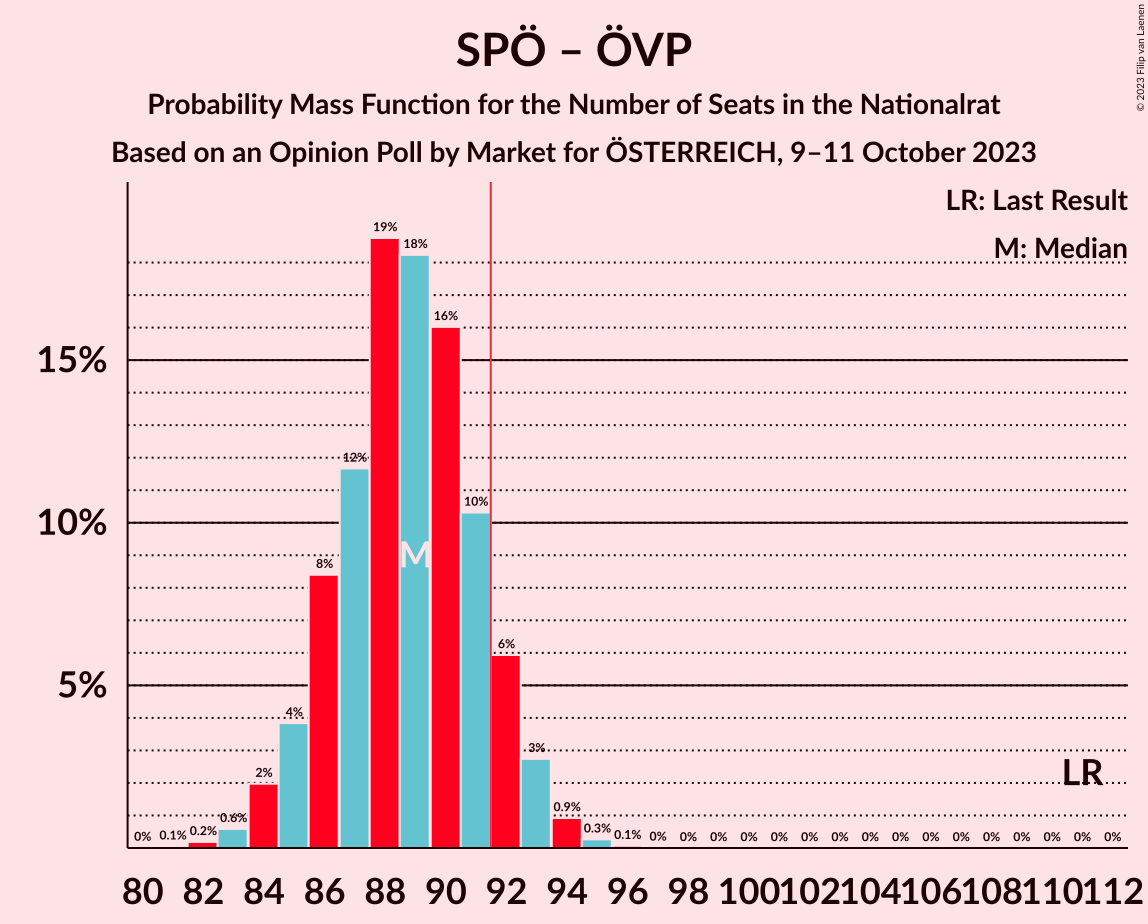 SPÖ – ÖVP
Probability Mass Function for the Number of Seats in the Nationalrat
Based on an Opinion Poll by Market for ÖSTERREICH, 9–11 October 2023
© 2023 Filip van Laenen
LR: Last Result
M: Median
15%
10%
5%
0% 0.1% 0.2% 0.6% 2% 4% 8% 12% 19% 18% 16% 10% 6% 3% 0.9% 0.3% 0.1% 0% 0% 0% 0% 0% 0% 0% 0% 0% 0% 0% 0% 0% 0% 0% 0%
M
LR
80 82 84 86 88 90 92 94 96 98 100 102 104 106 108 110 112